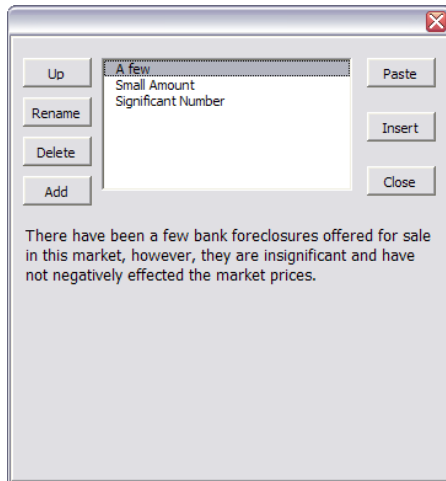 Up
Rename
Delete
Add
A few
Small Amount
Significant Number
Paste
Insert
Close
There have been a few bank foreclosures offered for sale
in this market, however, they are insignificant and have
not negatively effected the market prices.